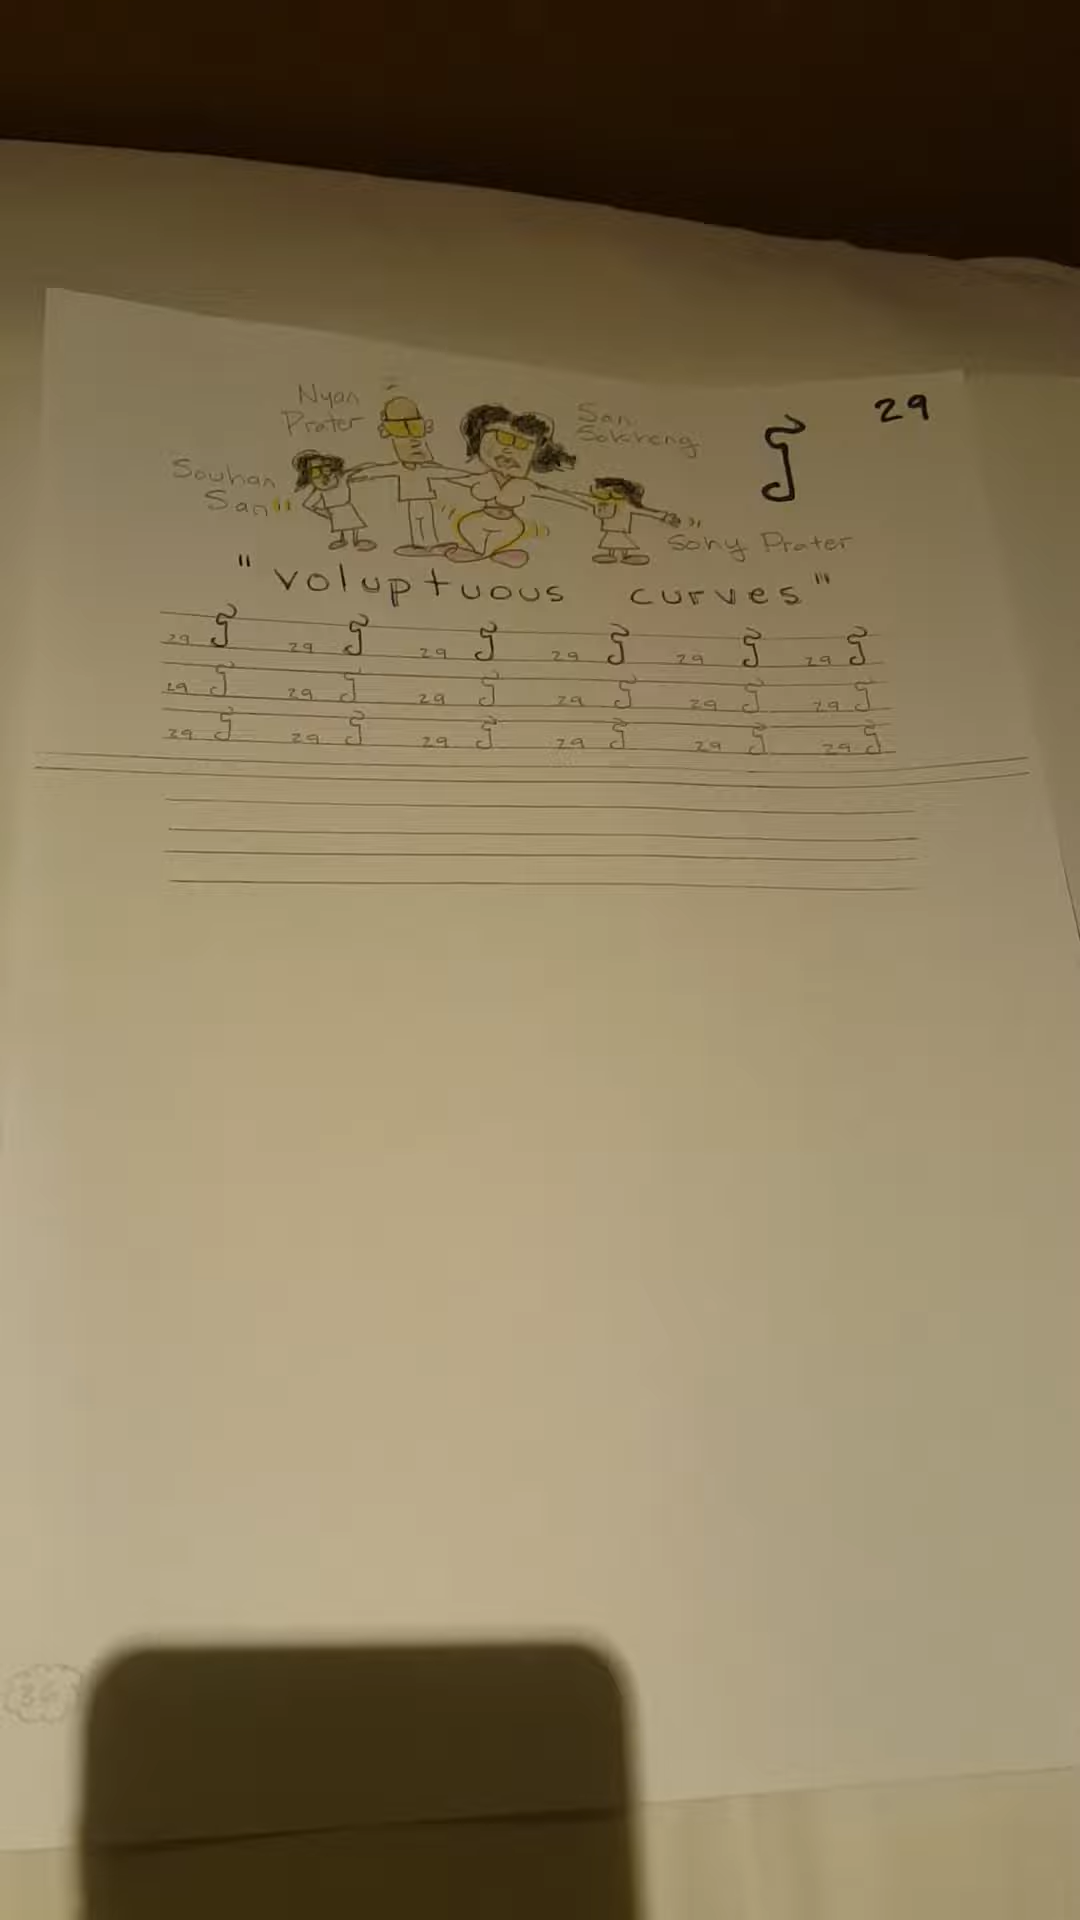 Nyan
Prater
San
Sokheng
29
Souhan
San
Sony Prater
"voluptuous curves"
29 29 29 29 29 29
29 29 29 29 29 29
29 29 29 29 29 29